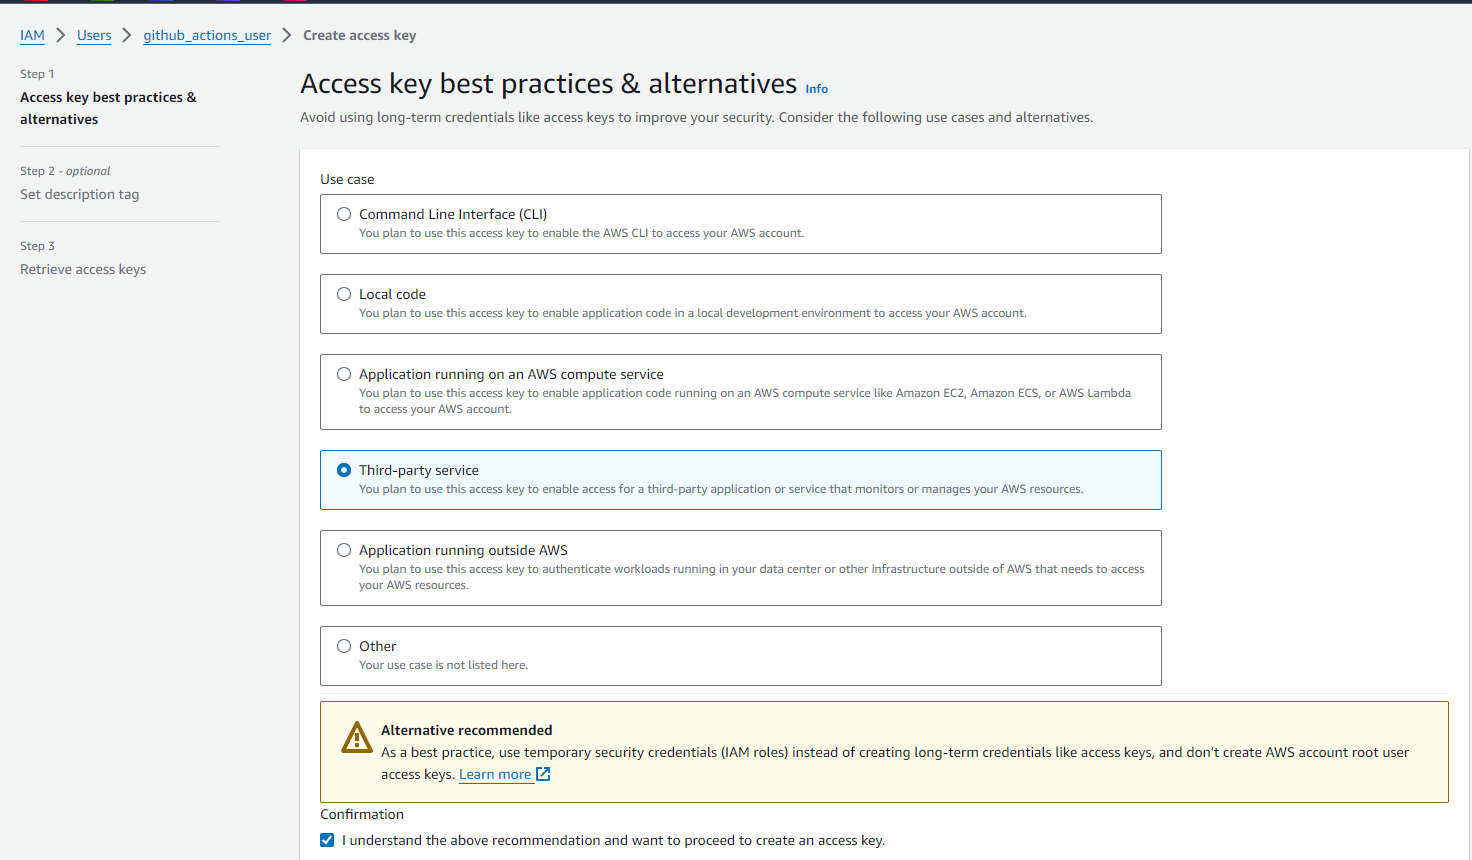 IAM > Users > github_actions_user > Create access key
Step 1
Access key best practices &
alternatives
Step 2 - optional
Set description tag
Step 3
Retrieve access keys
Access key best practices & alternatives Info
Avoid using long-term credentials like access keys to improve your security. Consider the following use cases and alternatives.
Use case
Command Line Interface (CLI)
You plan to use this access key to enable the AWS CLI to access your AWS account.
Local code
You plan to use this access key to enable application code in a local development environment to access your AWS account.
Application running on an AWS compute service
You plan to use this access key to enable application code running on an AWS compute service like Amazon EC2, Amazon ECS, or AWS Lambda
to access your AWS account.
Third-party service
You plan to use this access key to enable access for a third-party application or service that monitors or manages your AWS resources.
Application running outside AWS
You plan to use this access key to authenticate workloads running in your data center or other infrastructure outside of AWS that needs to access
your AWS resources.
Other
Your use case is not listed here.
Alternative recommended
As a best practice, use temporary security credentials (IAM roles) instead of creating long-term credentials like access keys, and don't create AWS account root user
access keys. Learn more
Confirmation
I understand the above recommendation and want to proceed to create an access key.